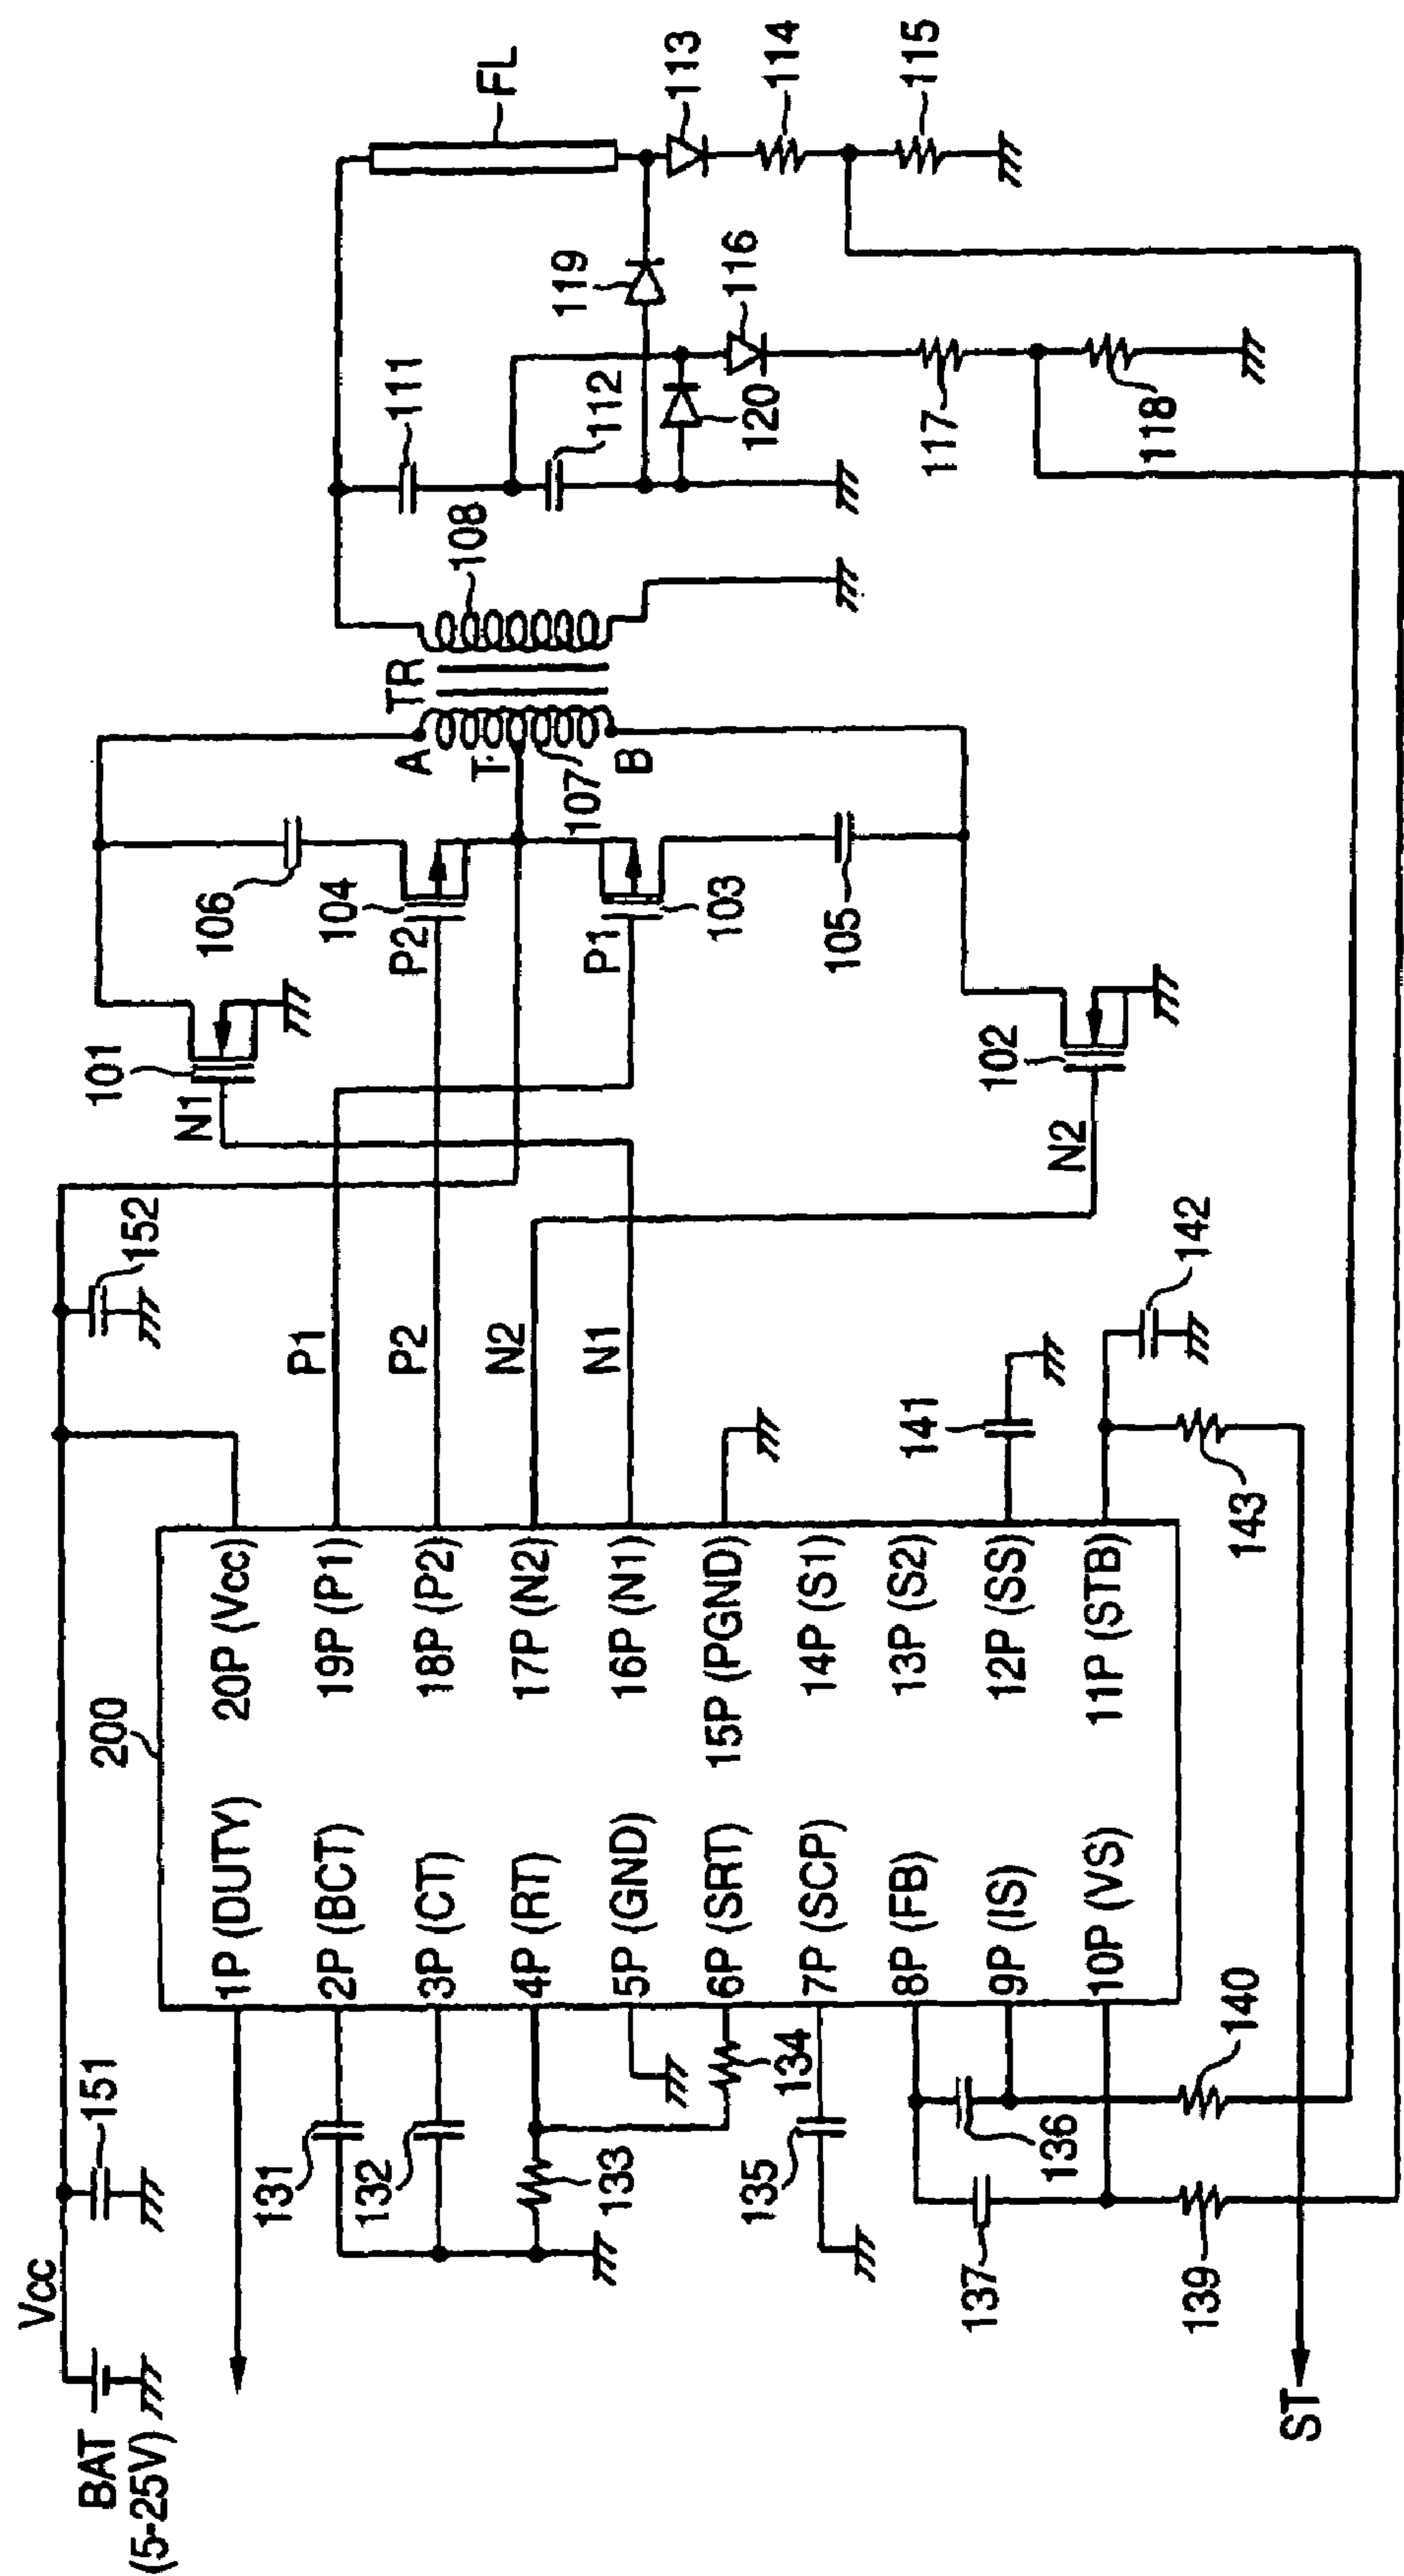 BAT
(5-25V)
Vcc
151
152
200
1P (DUTY)
2P (BCT)
3P (CT)
4P (RT)
5P (GND)
6P (SRT)
7P (SCP)
8P (FB)
9P (IS)
10P (VS)
20P (Vcc)
19P (P1)
18P (P2)
17P (N2)
16P (N1)
15P (PGND)
14P (S1)
13P (S2)
12P (SS)
11P (STB)
131
132
133
134
135
136
137
139
140
ST
141
142
143
P1
P2
N2
N1
N1
101
P2
104
106
P1
103
105
N2
102
A
T
B
107
TR
108
111
112
119
120
116
117
118
FL
113
114
115